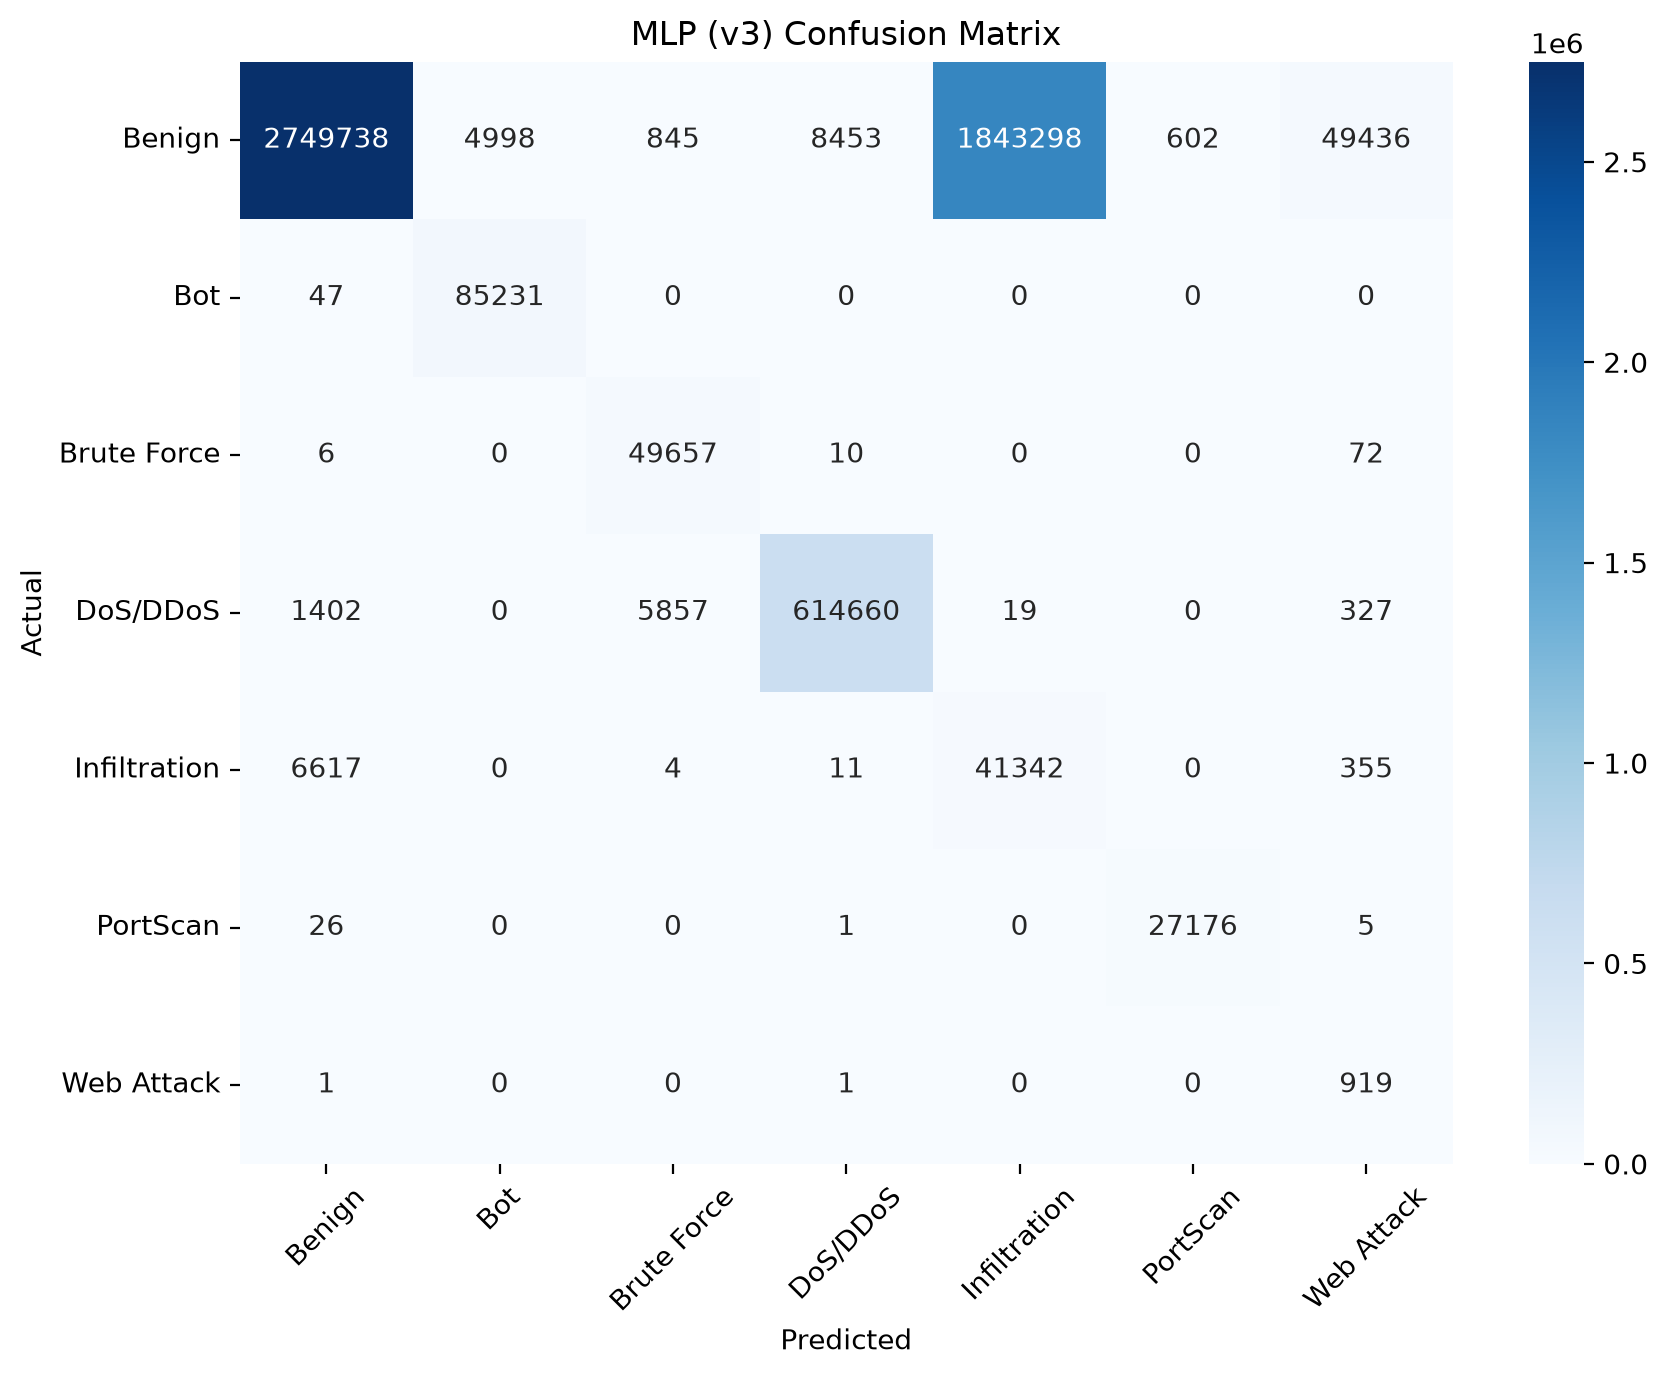 MLP (v3) Confusion Matrix
1e6
Benign 2749738 4998 845 8453 1843298 602 49436
2.5
Bot 47 85231 0 0 0 0 0
2.0
Brute Force 6 0 49657 10 0 0 72
1.5
Actual
DoS/DDoS 1402 0 5857 614660 19 0 327
1.0
Infiltration 6617 0 4 11 41342 0 355
0.5
PortScan 26 0 0 1 0 27176 5
Web Attack 1 0 0 1 0 0 919
0.0
Benign Bot Brute Force DoS/DDoS Infiltration PortScan Web Attack
Predicted